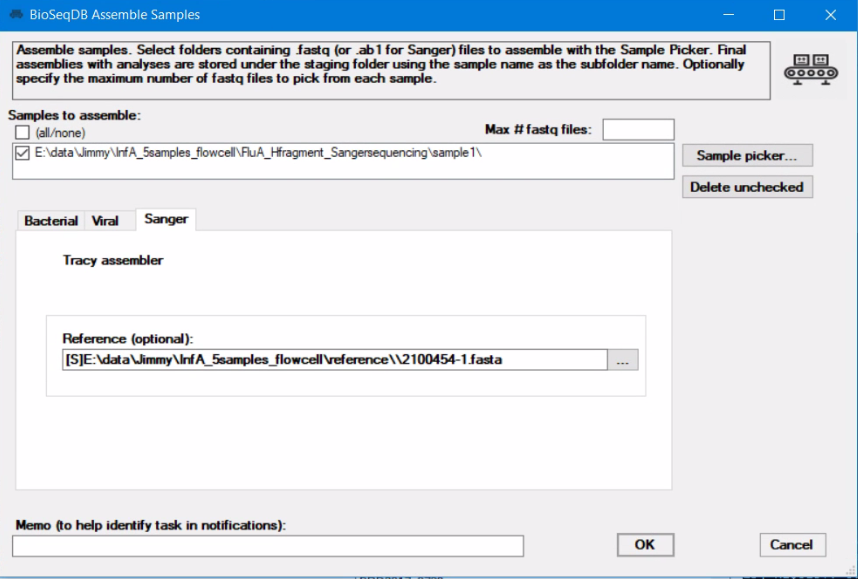 BioSeqDB Assemble Samples
Assemble samples. Select folders containing .fastq (or .ab1 for Sanger) files to assemble with the Sample Picker. Final
assemblies with analyses are stored under the staging folder using the sample name as the subfolder name. Optionally
specify the maximum number of fastq files to pick from each sample.
Samples to assemble:
(all/none)
Max # fastq files:
E:\data\Jimmy\InfA_5samples_flowcell\FluA_Hfragment_Sangersequencing\sample1\
Sample picker...
Delete unchecked
Bacterial Viral Sanger
Tracy assembler
Reference (optional):
[S]E:\data\Jimmy\InfA_5samples_flowcell\reference\\2100454-1.fasta
...
Memo (to help identify task in notifications):
OK
Cancel